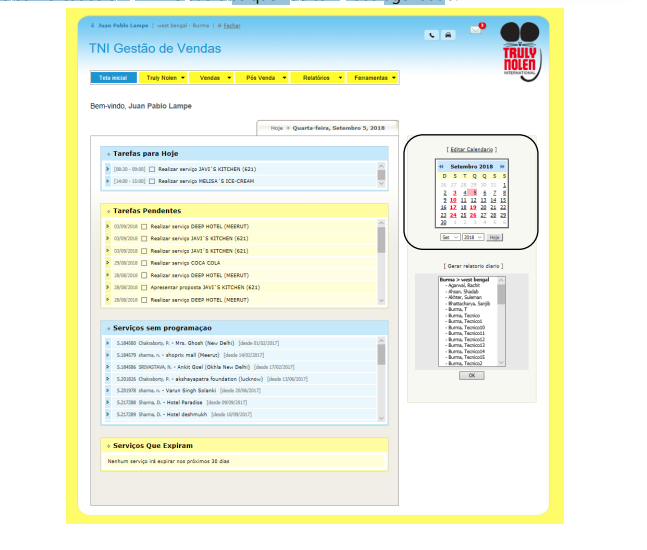 Juan Pablo Lampe | west bengal - Burma | Fechar
TNI Gestão de Vendas
TRULY
NOLEN
INTERNATIONAL
Tela inicial Truly Nolen Vendas Pós Venda Relatórios Ferramentas
Bem-vindo, Juan Pablo Lampe
Hoje » Quarta-feira, Setembro 5, 2018
Tarefas para Hoje
[08:30 - 09:00] Realizar serviço JAVI`S KITCHEN (621)
[14:00 - 15:00] Realizar serviço MELISA`S ICE-CREAM
Tarefas Pendentes
03/09/2018 Realizar serviço DEEP HOTEL (MEERUT)
03/09/2018 Realizar serviço JAVI`S KITCHEN (621)
03/09/2018 Realizar serviço JAVI`S KITCHEN (621)
29/08/2018 Realizar serviço COCA COLA
28/08/2018 Realizar serviço DEEP HOTEL (MEERUT)
28/08/2018 Apresentar proposta JAVI`S KITCHEN (621)
28/08/2018 Realizar serviço DEEP HOTEL (MEERUT)
Serviços sem programaçao
S.184580 Chakraborty, P. - Mrs. Ghosh (New Delhi) [desde 01/02/2017]
S.184579 sharma, n. - shoprix mall (Meerut) [desde 14/02/2017]
S.184586 SRIVASTAVA, N. - Ankit Goel (Okhla New Delhi) [desde 17/02/2017]
S.201826 Chakraborty, P. - akshayapatra foundation (lucknow) [desde 13/06/2017]
S.201978 sharma, n. - Varun Singh Solanki [desde 20/06/2017]
S.217288 Sharma, D. - Hotel Paradise [desde 09/09/2017]
S.217289 Sharma, D. - Hotel deshmukh [desde 10/09/2017]
Serviços Que Expiram
Nenhum serviço irá expirar nos próximos 30 dias
[ Editar Calendario ]
« Setembro 2018 »
D S T Q Q S S
26 27 28 29 30 31 1
2 3 4 5 6 7 8
9 10 11 12 13 14 15
16 17 18 19 20 21 22
23 24 25 26 27 28 29
30 1 2 3 4 5 6
Set 2018 Hoje
[ Gerar relatorio diario ]
Burma > west bengal
- Agarwal, Rachit
- Ahsan, Shadab
- Akhter, Suleman
- Bhattacharya, Sanjib
- Burma, T
- Burma, Tecnico
- Burma, Tecnico1
- Burma, Tecnico10
- Burma, Tecnico11
- Burma, Tecnico12
- Burma, Tecnico13
- Burma, Tecnico14
- Burma, Tecnico15
- Burma, Tecnico2
OK